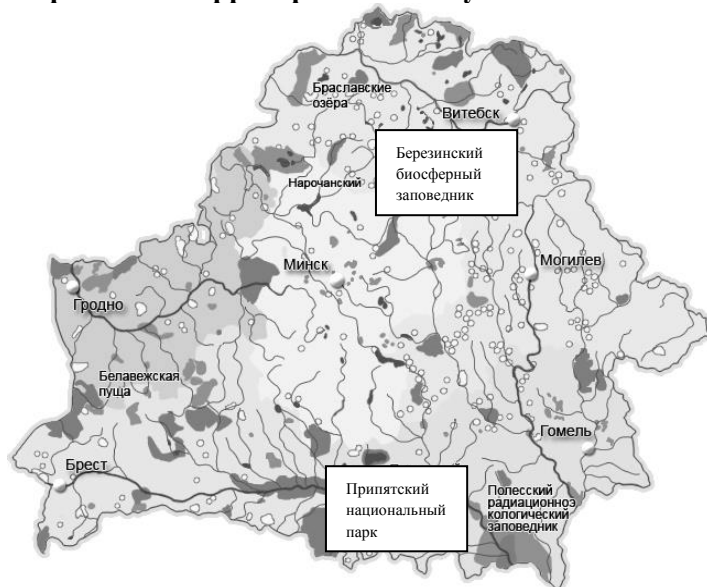 Браславские
озёра
Витебск
Березинский
биосферный
заповедник
Нарочанский
Минск
Могилев
Гродно
Белавежская
пуща
Гомель
Брест
Припятский
национальный
парк
Полесский
радиационноэ
кологический
заповедник